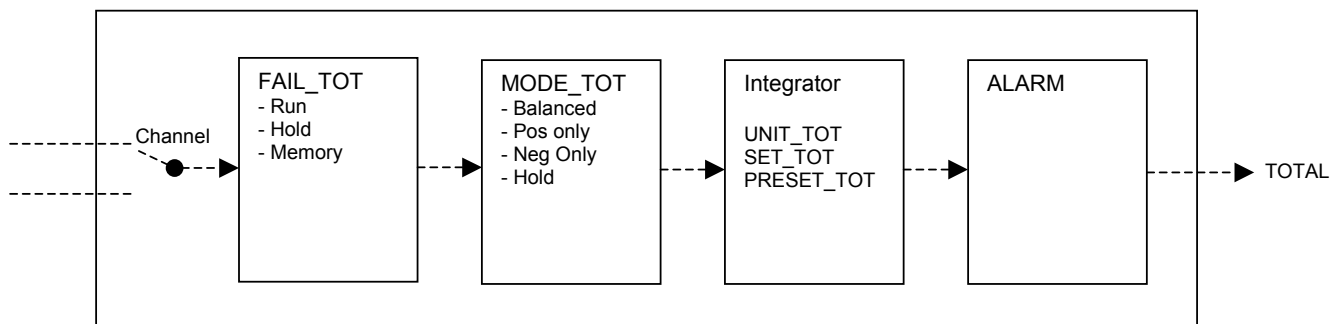 Channel
FAIL_TOT
- Run
- Hold
- Memory
MODE_TOT
- Balanced
- Pos only
- Neg Only
- Hold
Integrator
UNIT_TOT
SET_TOT
PRESET_TOT
ALARM
TOTAL